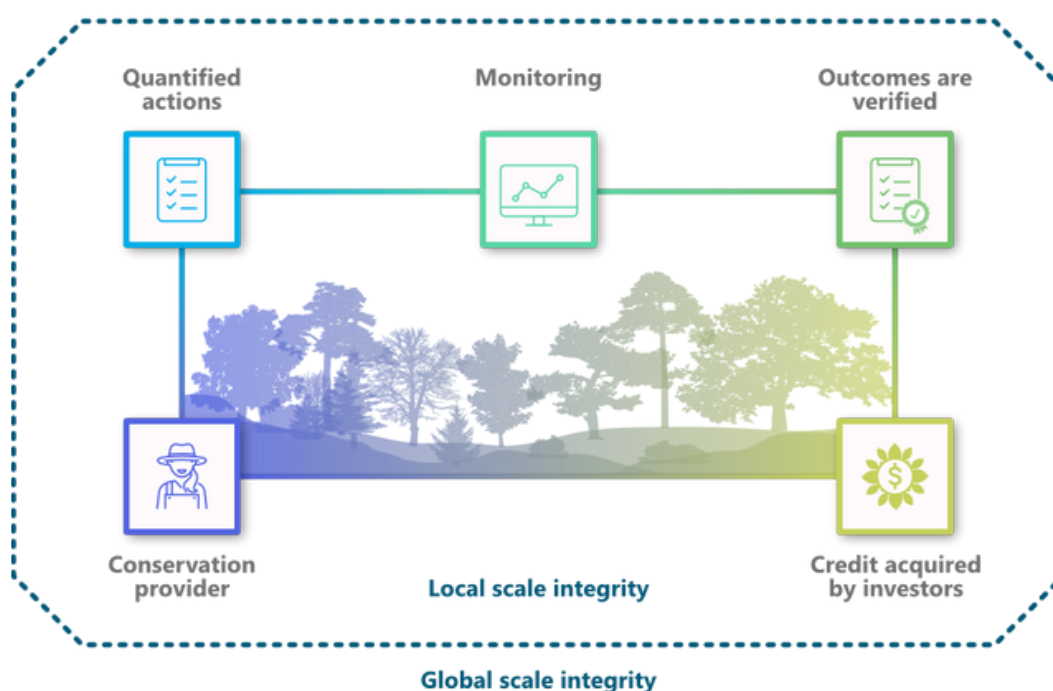 Quantified
actions
Monitoring
Outcomes are
verified
$
Conservation
provider
Credit acquired
by investors
Local scale integrity
Global scale integrity